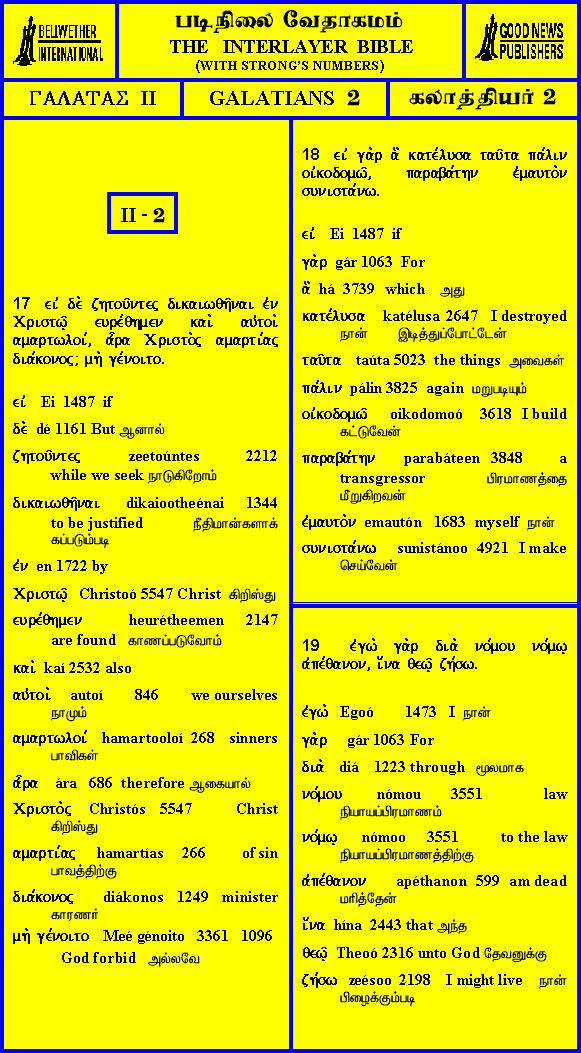 BELLWETHER
INTERNATIONAL
படிநிலை வேதாகமம்
THE INTERLAYER BIBLE
(WITH STRONG'S NUMBERS)
GOOD NEWS
PUBLISHERS
ΓΑΛΑΤΑΣ II
GALATIANS 2
கலாத்தியர் 2
II - 2
17 εἰ δὲ ζητοῦντες δικαιωθῆναι ἐν
Χριστῷ ευρέθημεν καὶ αὐτοὶ
αμαρτωλοί, ἆρα Χριστὸς αμαρτίας
διάκονος; μὴ γένοιτο.
εἰ Ei 1487 if
δὲ dé 1161 But ஆனால்
ζητοῦντες zeetoúntes 2212
while we seek நாடுகிறோம்
δικαιωθῆναι dikaiootheénai 1344
to be justified நீதிமான்களாக்
கப்படும்படி
ἐν en 1722 by
Χριστῷ Christoó 5547 Christ கிறிஸ்து
ευρέθημεν heurétheemen 2147
are found காணப்படுவோம்
καὶ kaí 2532 also
αὐτοὶ autoí 846 we ourselves
நாமும்
αμαρτωλοί hamartooloí 268 sinners
பாவிகள்
ἆρα ára 686 therefore ஆகையால்
Χριστὸς Christós 5547 Christ
கிறிஸ்து
αμαρτίας hamartías 266 of sin
பாவத்திற்கு
διάκονος diákonos 1249 minister
காரணர்
μὴ γένοιτο Meé génoito 3361 1096
God forbid அல்லவே
18 εἰ γὰρ ἃ κατέλυσα ταῦτα πάλιν
οἰκοδομῶ, παραβάτην ἐμαυτὸν
συνιστάνω.
εἰ Ei 1487 if
γὰρ gár 1063 For
ἃ há 3739 which அது
κατέλυσα katélusa 2647 I destroyed
நான் இடித்துப்போட்டேன்
ταῦτα taúta 5023 the things அவைகள்
πάλιν pálin 3825 again மறுபடியும்
οἰκοδομῶ oikodomoó 3618 I build
கட்டுவேன்
παραβάτην parabáteen 3848 a
transgressor பிரமாணத்தை
மீறுகிறவன்
ἐμαυτὸν emautón 1683 myself நான்
συνιστάνω sunistánoo 4921 I make
செய்வேன்
19 ἐγὼ γὰρ διὰ νόμου νόμῳ
ἀπέθανον, ἵνα θεῷ ζήσω.
ἐγὼ Egoó 1473 I நான்
γὰρ gár 1063 For
διὰ diá 1223 through மூலமாக
νόμου nómou 3551 law
நியாயப்பிரமாணம்
νόμῳ nómoo 3551 to the law
நியாயப்பிரமாணத்திற்கு
ἀπέθανον apéthanon 599 am dead
மரித்தேன்
ἵνα hína 2443 that அந்த
θεῷ Theoó 2316 unto God தேவனுக்கு
ζήσω zeésoo 2198 I might live நான்
பிழைக்கும்படி